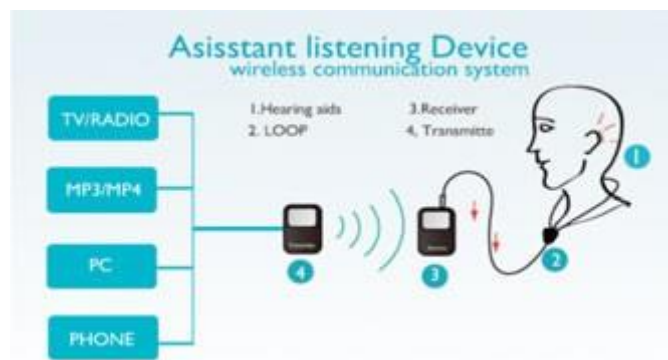 Asisstant listening Device
wireless communication system
1.Hearing aids
3.Receiver
2. LOOP
4, Transmitte
TV/RADIO
MP3/MP4
PC
PHONE
1
2
3
4